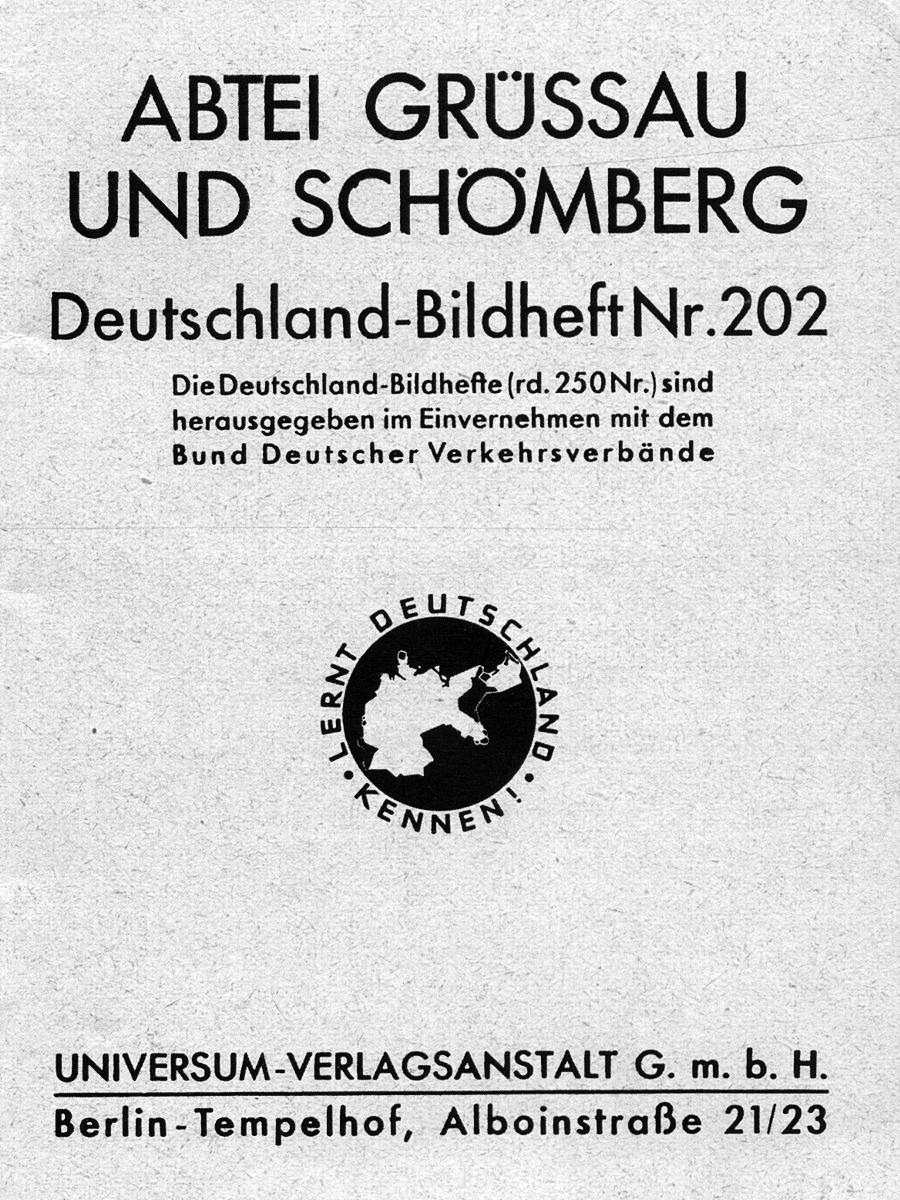 ABTEI GRÜSSAU
UND SCHÖMBERG
Deutschland-Bildheft Nr. 202
Die Deutschland-Bildhefte (rd. 250 Nr.) sind
herausgegeben im Einvernehmen mit dem
Bund Deutscher Verkehrsverbände
• LERNT DEUTSCHLAND •
KENNEN!
UNIVERSUM-VERLAGSANSTALT G. m. b. H.
Berlin-Tempelhof, Alboinstraße 21/23